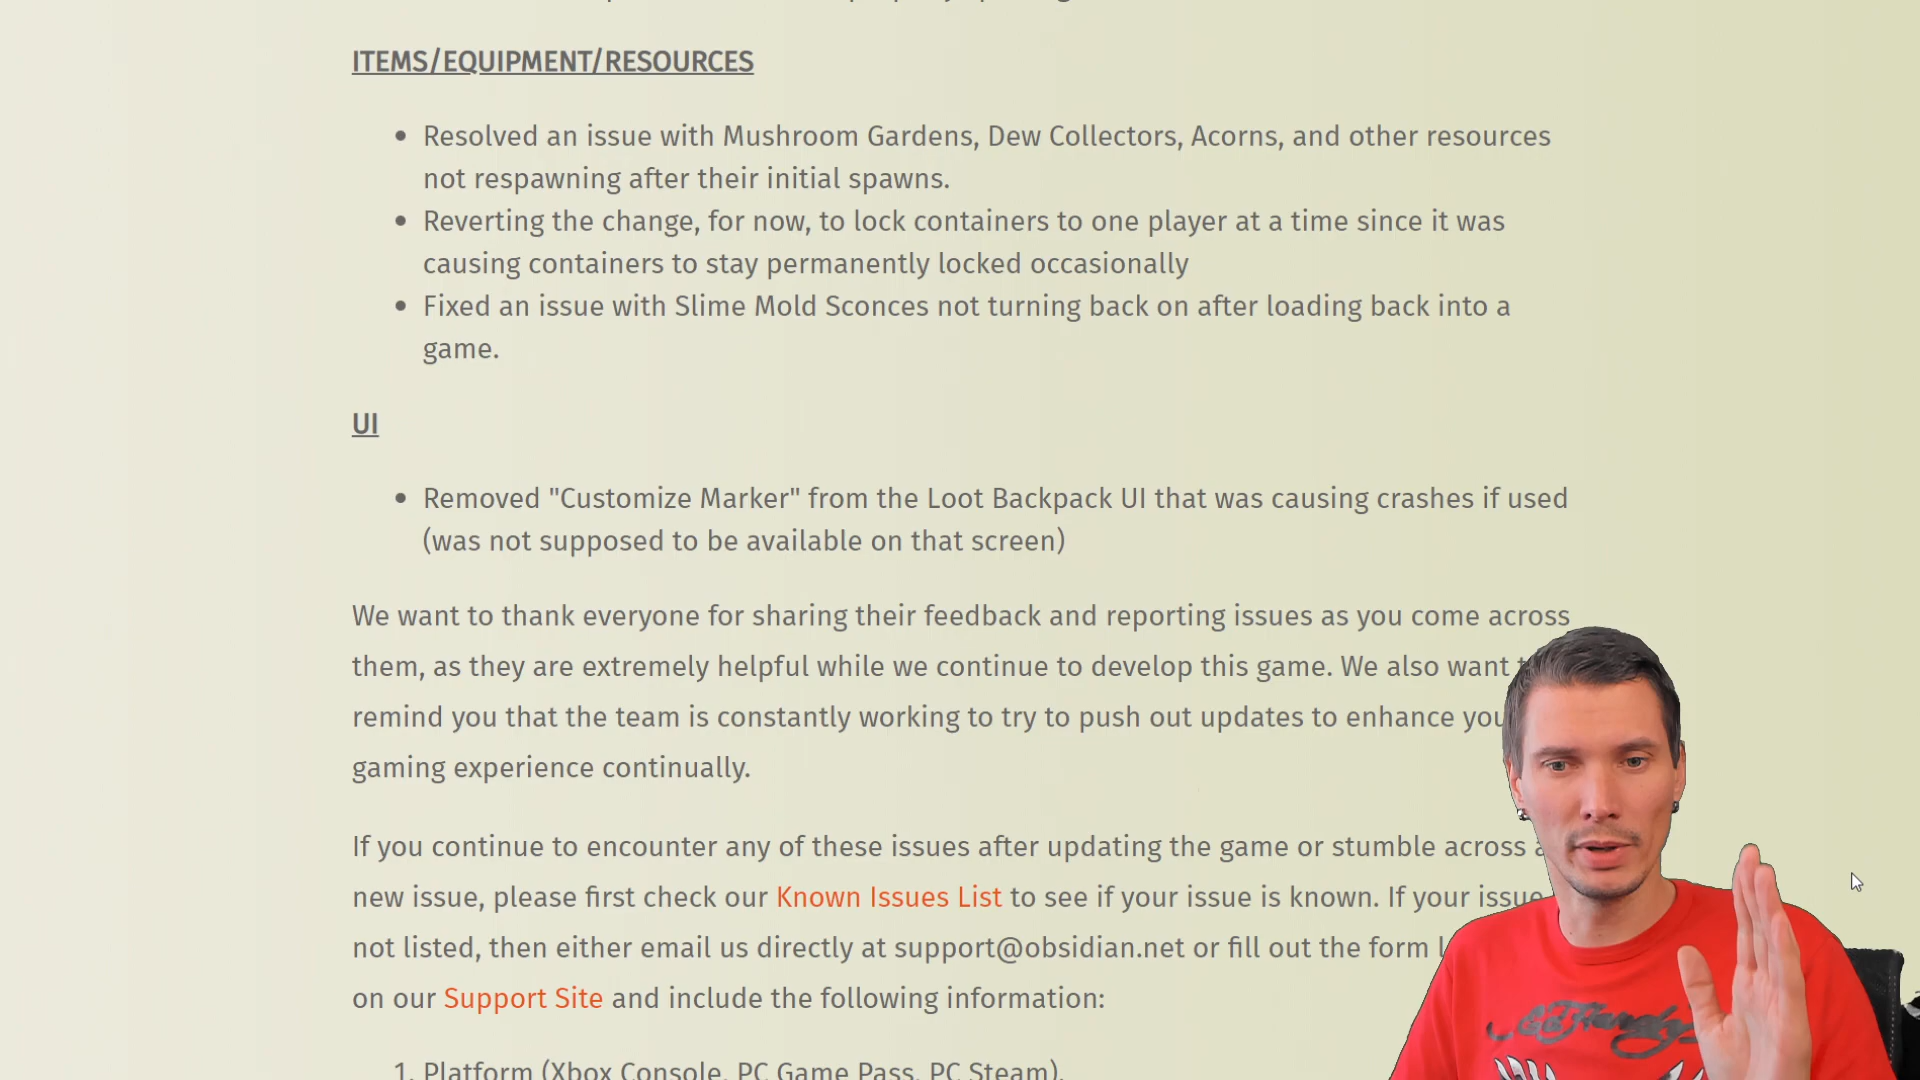 ITEMS/EQUIPMENT/RESOURCES
• Resolved an issue with Mushroom Gardens, Dew Collectors, Acorns, and other resources
not respawning after their initial spawns.
• Reverting the change, for now, to lock containers to one player at a time since it was
causing containers to stay permanently locked occasionally
• Fixed an issue with Slime Mold Sconces not turning back on after loading back into a
game.
UI
• Removed "Customize Marker" from the Loot Backpack UI that was causing crashes if used
(was not supposed to be available on that screen)
We want to thank everyone for sharing their feedback and reporting issues as you come across
them, as they are extremely helpful while we continue to develop this game. We also want
remind you that the team is constantly working to try to push out updates to enhance
gaming experience continually.
If you continue to encounter any of these issues after updating the game or stumble across
new issue, please first check our Known Issues List to see if your issue is known. If your issue
not listed, then either email us directly at support@obsidian.net or fill out the form
on our Support Site and include the following information:
1. Platform (Xbox Console, PC Game Pass, PC Steam).
Ed Hardy